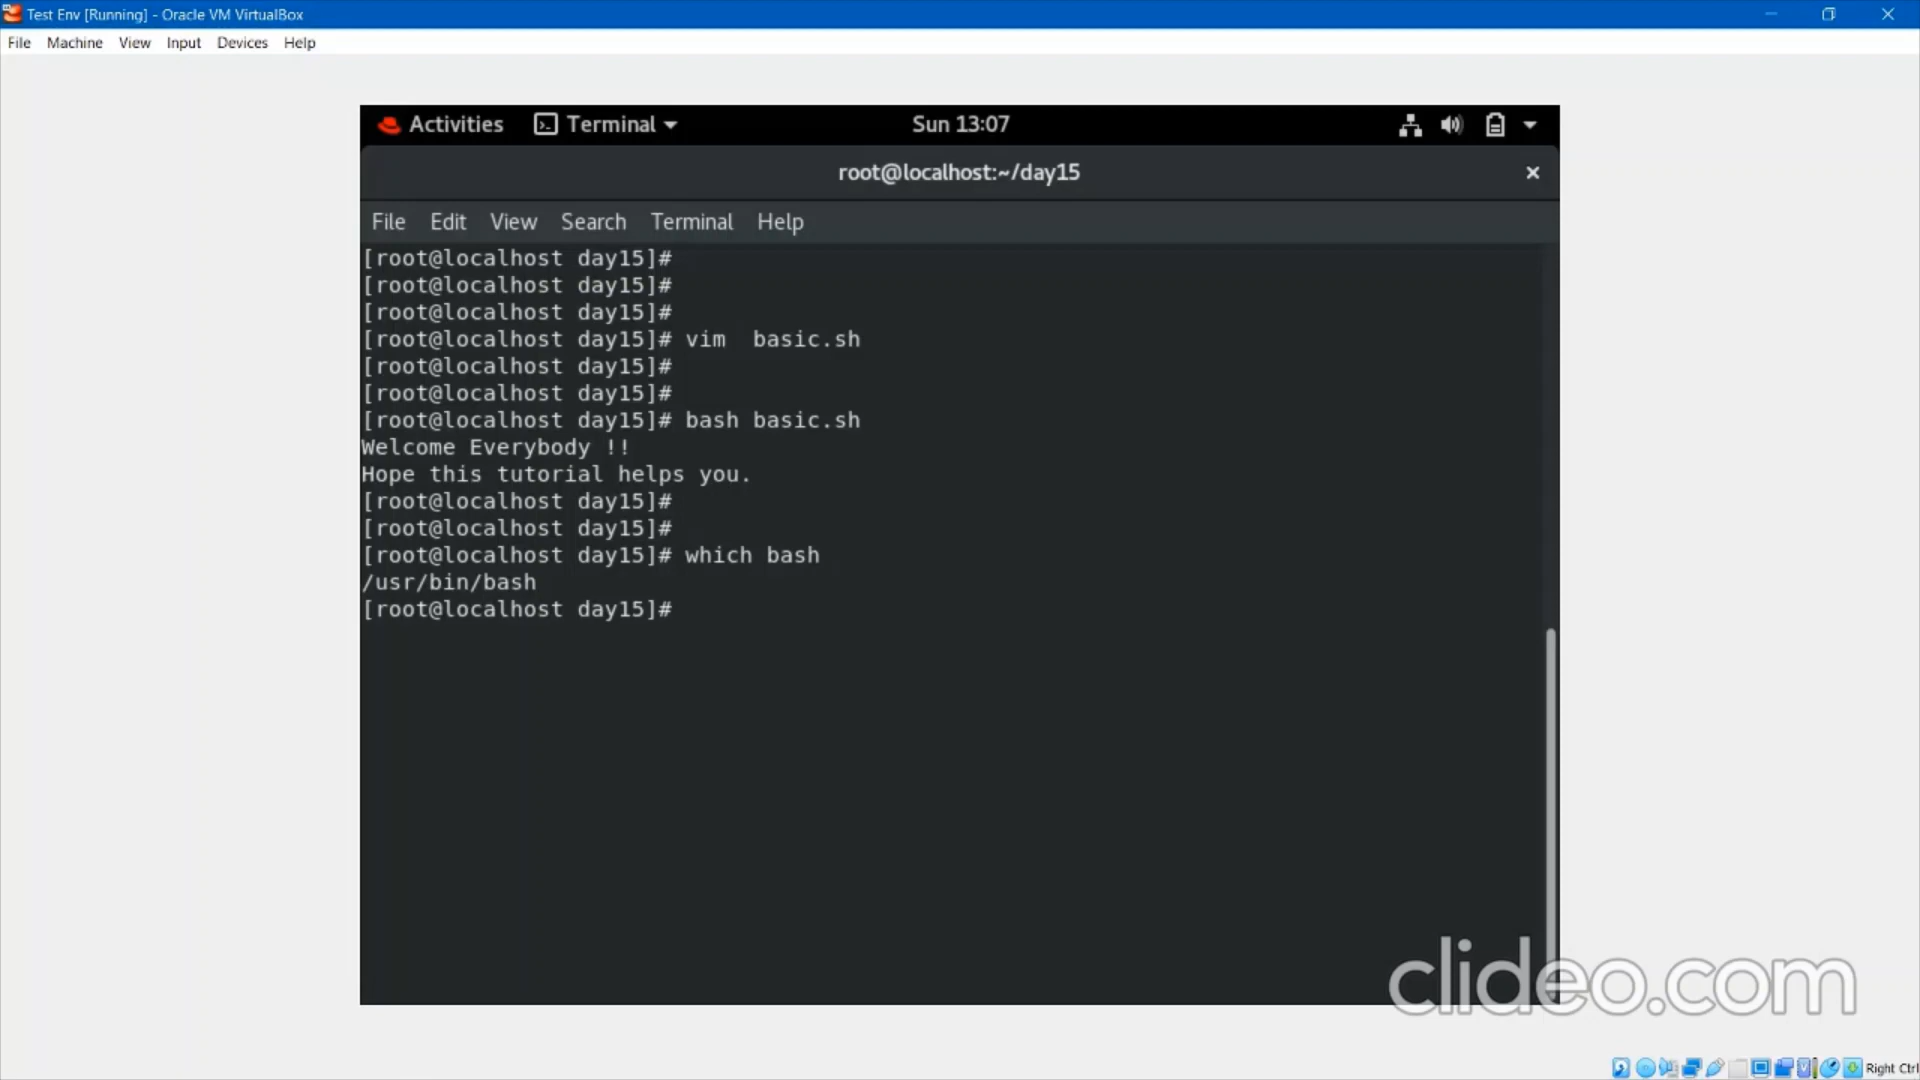 Test Env [Running] - Oracle VM VirtualBox
File Machine View Input Devices Help
Activities Terminal Sun 13:07
root@localhost:~/day15
File Edit View Search Terminal Help
[root@localhost day15]#
[root@localhost day15]#
[root@localhost day15]#
[root@localhost day15]# vim  basic.sh
[root@localhost day15]#
[root@localhost day15]#
[root@localhost day15]# bash basic.sh
Welcome Everybody !!
Hope this tutorial helps you.
[root@localhost day15]#
[root@localhost day15]#
[root@localhost day15]# which bash
/usr/bin/bash
[root@localhost day15]#
clideo.com
Right Ctrl